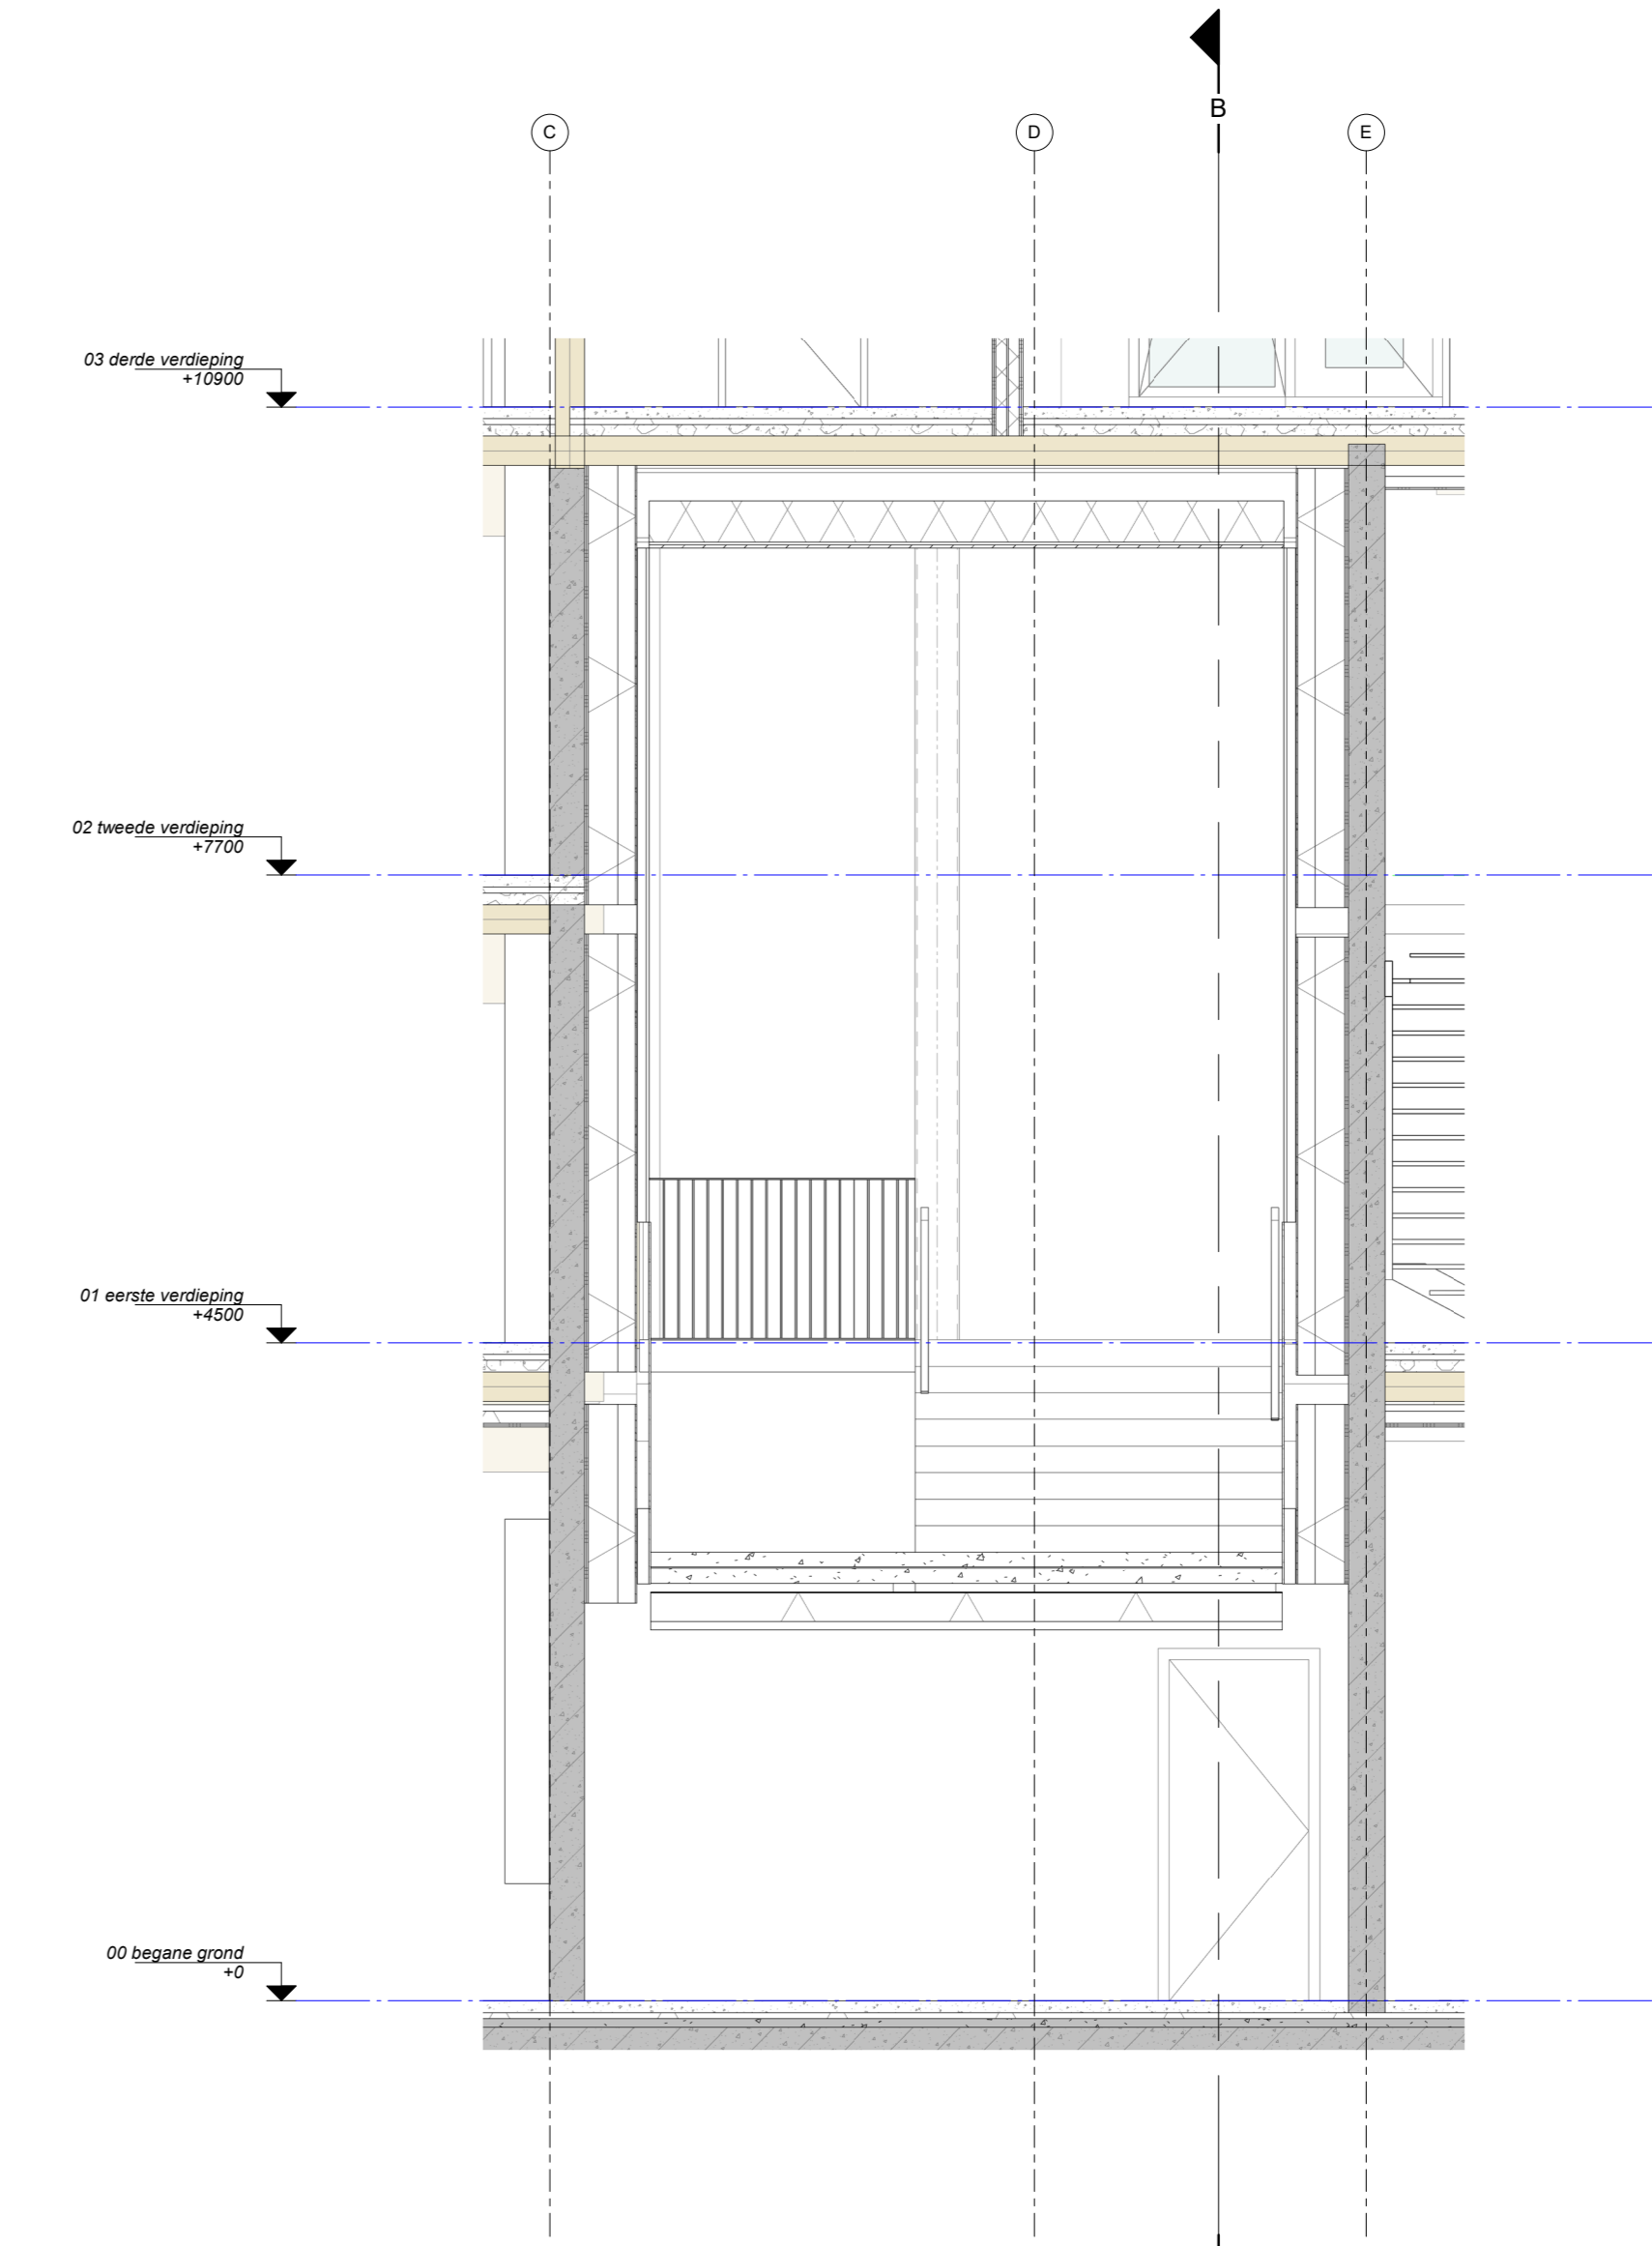 B
C
D
E
03 derde verdieping
+10900
02 tweede verdieping
+7700
01 eerste verdieping
+4500
00 begane grond
+0